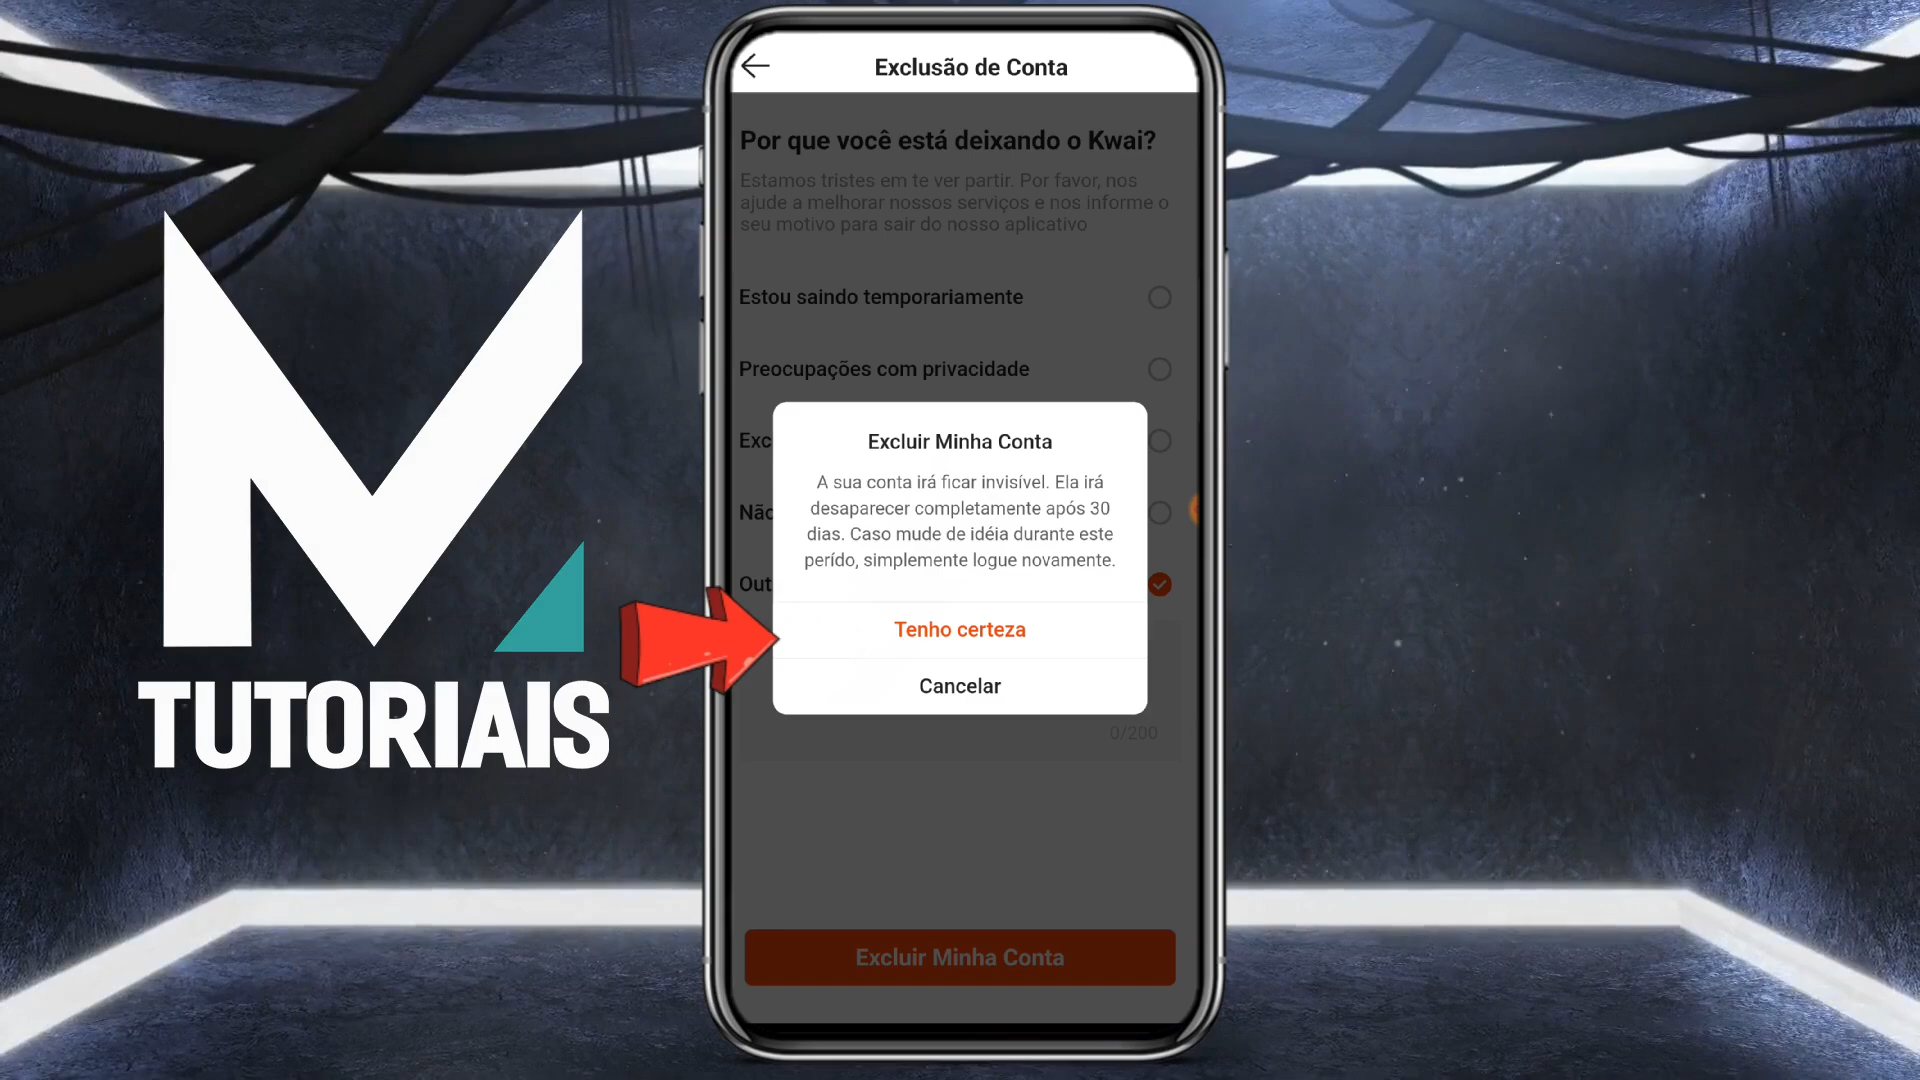 Exclusão de Conta
Por que você está deixando o Kwai?
Estamos tristes em te ver partir. Por favor, nos
ajude a melhorar nossos serviços e nos informe o
seu motivo para sair do nosso aplicativo
Estou saindo temporariamente
Preocupações com privacidade
Exc
Não
Out
Excluir Minha Conta
A sua conta irá ficar invisível. Ela irá
desaparecer completamente após 30
dias. Caso mude de idéia durante este
perído, simplesmente logue novamente.
Tenho certeza
Cancelar
0/200
Excluir Minha Conta
M
TUTORIAIS